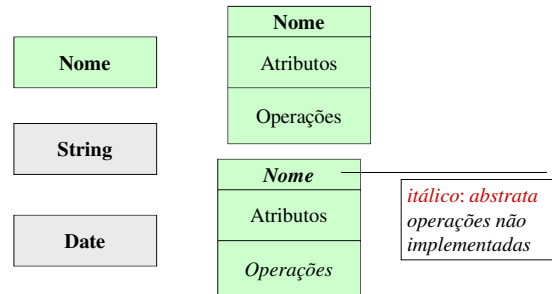 Nome
String
Date
Nome
Atributos
Operações
Nome
Atributos
Operações
itálico: abstrata
operações não
implementadas